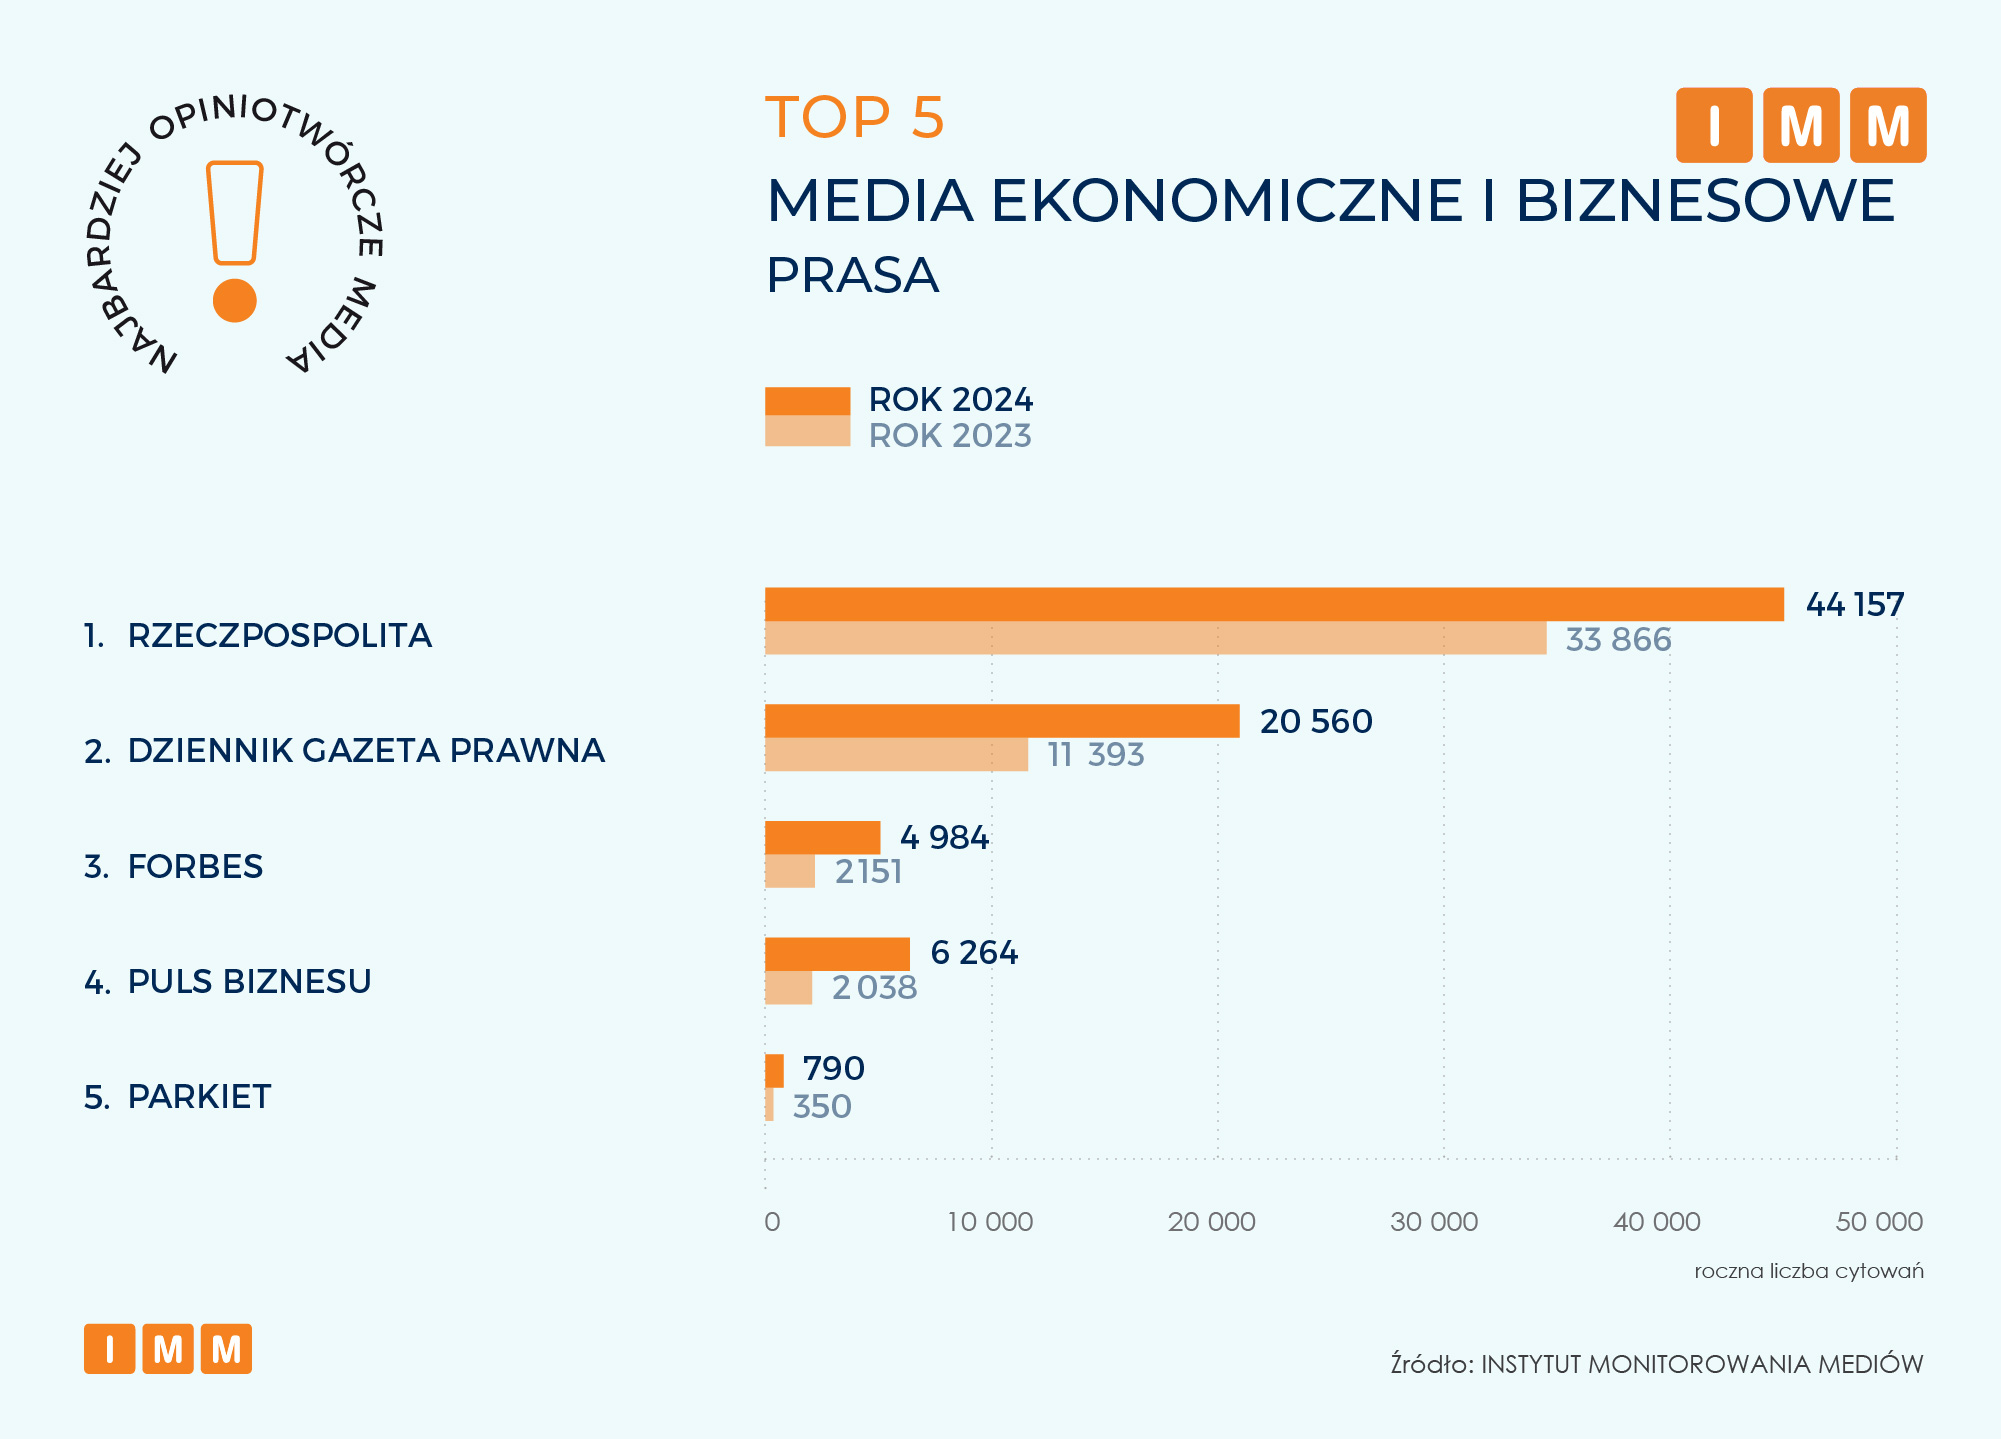 NAJBARDZIEJ OPINIOTWÓRCZE MEDIA
TOP 5
IMM
MEDIA EKONOMICZNE I BIZNESOWE
PRASA
ROK 2024
ROK 2023
1. RZECZPOSPOLITA
44 157
33 866
2. DZIENNIK GAZETA PRAWNA
20 560
11 393
3. FORBES
4 984
2 151
4. PULS BIZNESU
6 264
2 038
5. PARKIET
790
350
0 10 000 20 000 30 000 40 000 50 000
roczna liczba cytowań
IMM
Źródło: INSTYTUT MONITOROWANIA MEDIÓW